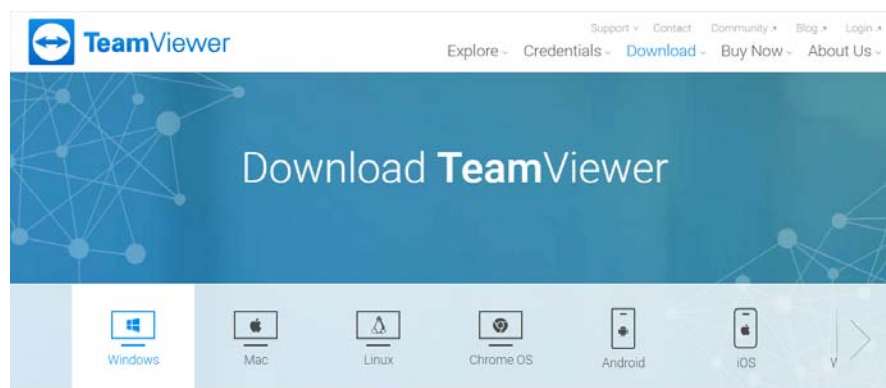 TeamViewer
Support Contact Community Blog Login
Explore Credentials Download Buy Now About Us
Download TeamViewer
Windows Mac Linux Chrome OS Android iOS